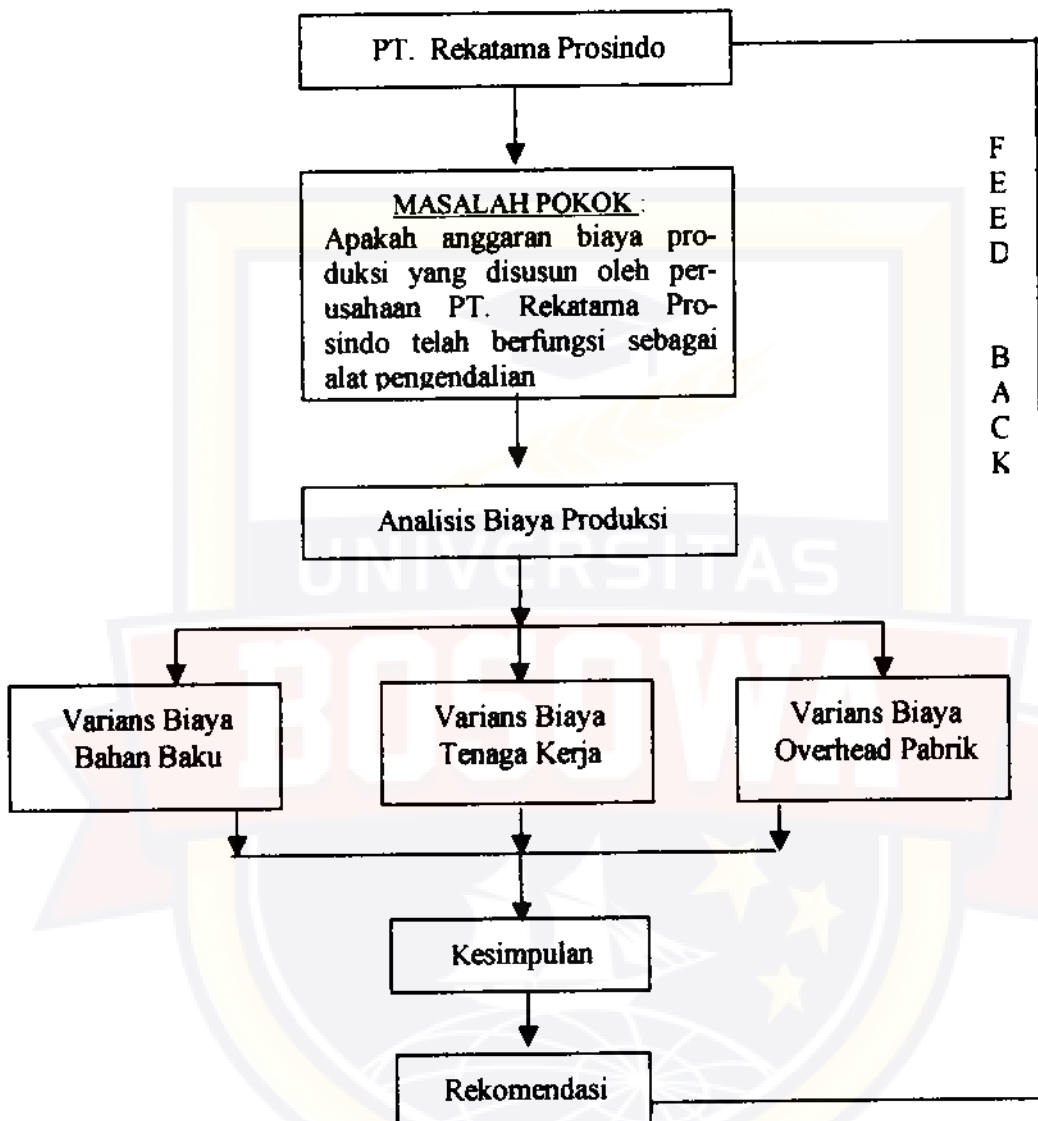 PT. Rekatama Prosindo
MASALAH POKOK :
Apakah anggaran biaya pro-
duksi yang disusun oleh per-
usahaan PT. Rekatama Pro-
sindo telah berfungsi sebagai
alat pengendalian
F
E
E
D
B
A
C
K
Analisis Biaya Produksi
UNIVERSITAS
BOSOWA
Varians Biaya
Bahan Baku
Varians Biaya
Tenaga Kerja
Varians Biaya
Overhead Pabrik
Kesimpulan
Rekomendasi